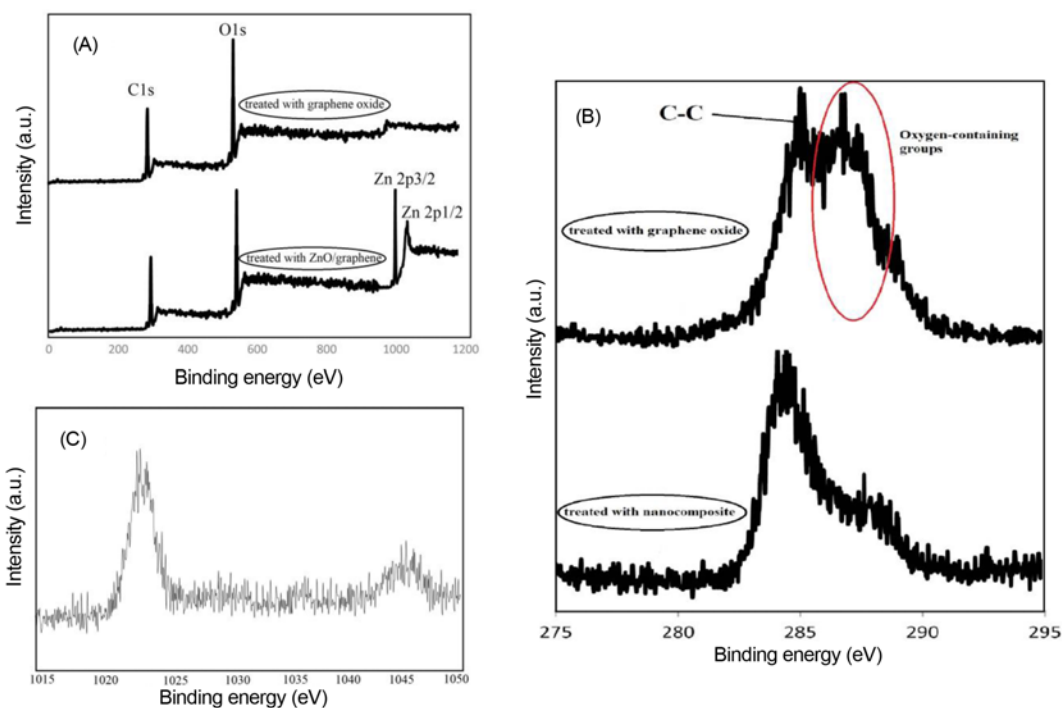 (A)
O1s
C1s
treated with graphene oxide
Zn 2p3/2
Zn 2p1/2
treated with ZnO/graphene
Intensity (a.u.)
0 200 400 600 800 1000 1200
Binding energy (eV)
(B)
C-C
Oxygen-containing
groups
treated with graphene oxide
Intensity (a.u.)
Intensity (a.u.)
treated with nanocomposite
275 280 285 290 295
Binding energy (eV)
(C)
Intensity (a.u.)
1015 1020 1025 1030 1035 1040 1045 1050
Binding energy (eV)